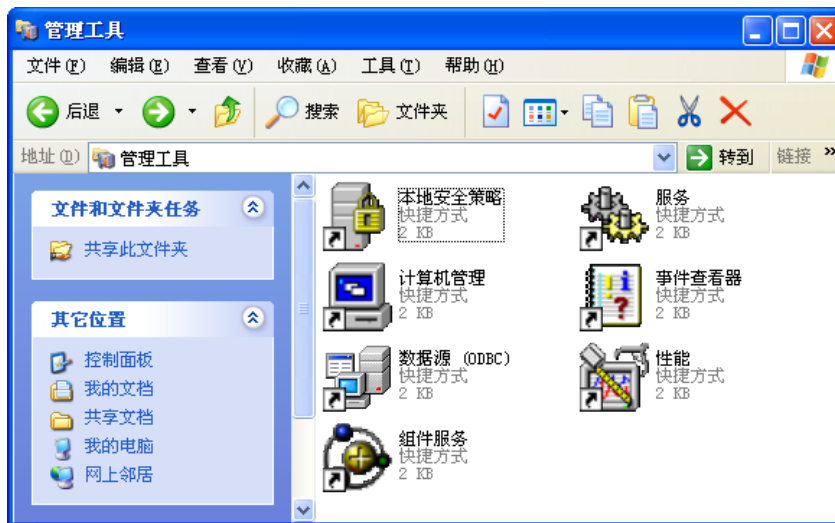 管理工具
文件(F) 编辑(E) 查看(V) 收藏(A) 工具(T) 帮助(H)
后退 搜索 文件夹
地址(D) 管理工具 转到 链接 »
文件和文件夹任务
共享此文件夹
其它位置
控制面板
我的文档
共享文档
我的电脑
网上邻居
本地安全策略
快捷方式
2 KB
服务
快捷方式
2 KB
计算机管理
快捷方式
2 KB
事件查看器
快捷方式
2 KB
数据源 (ODBC)
快捷方式
2 KB
性能
快捷方式
2 KB
组件服务
快捷方式
2 KB